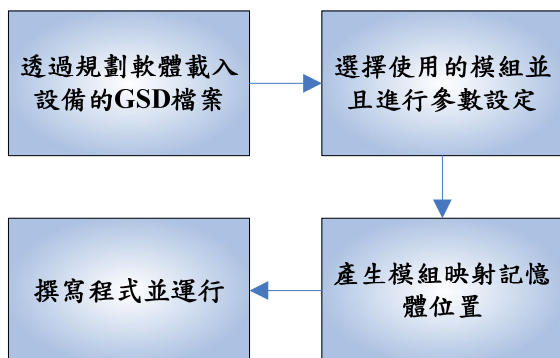 透過規劃軟體載入
設備的GSD檔案
選擇使用的模組並
且進行參數設定
產生模組映射記憶
體位置
撰寫程式並運行